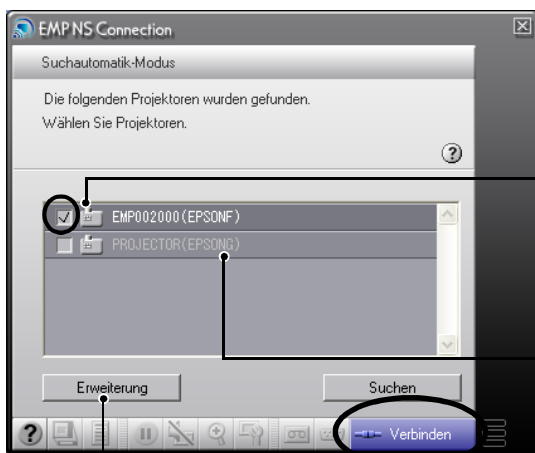 EMP NS Connection
Suchautomatik-Modus
Die folgenden Projektoren wurden gefunden.
Wählen Sie Projektoren.
?
EMP002000(EPSONF)
PROJECTOR(EPSONG)
Erweiterung
Suchen
?
Verbinden